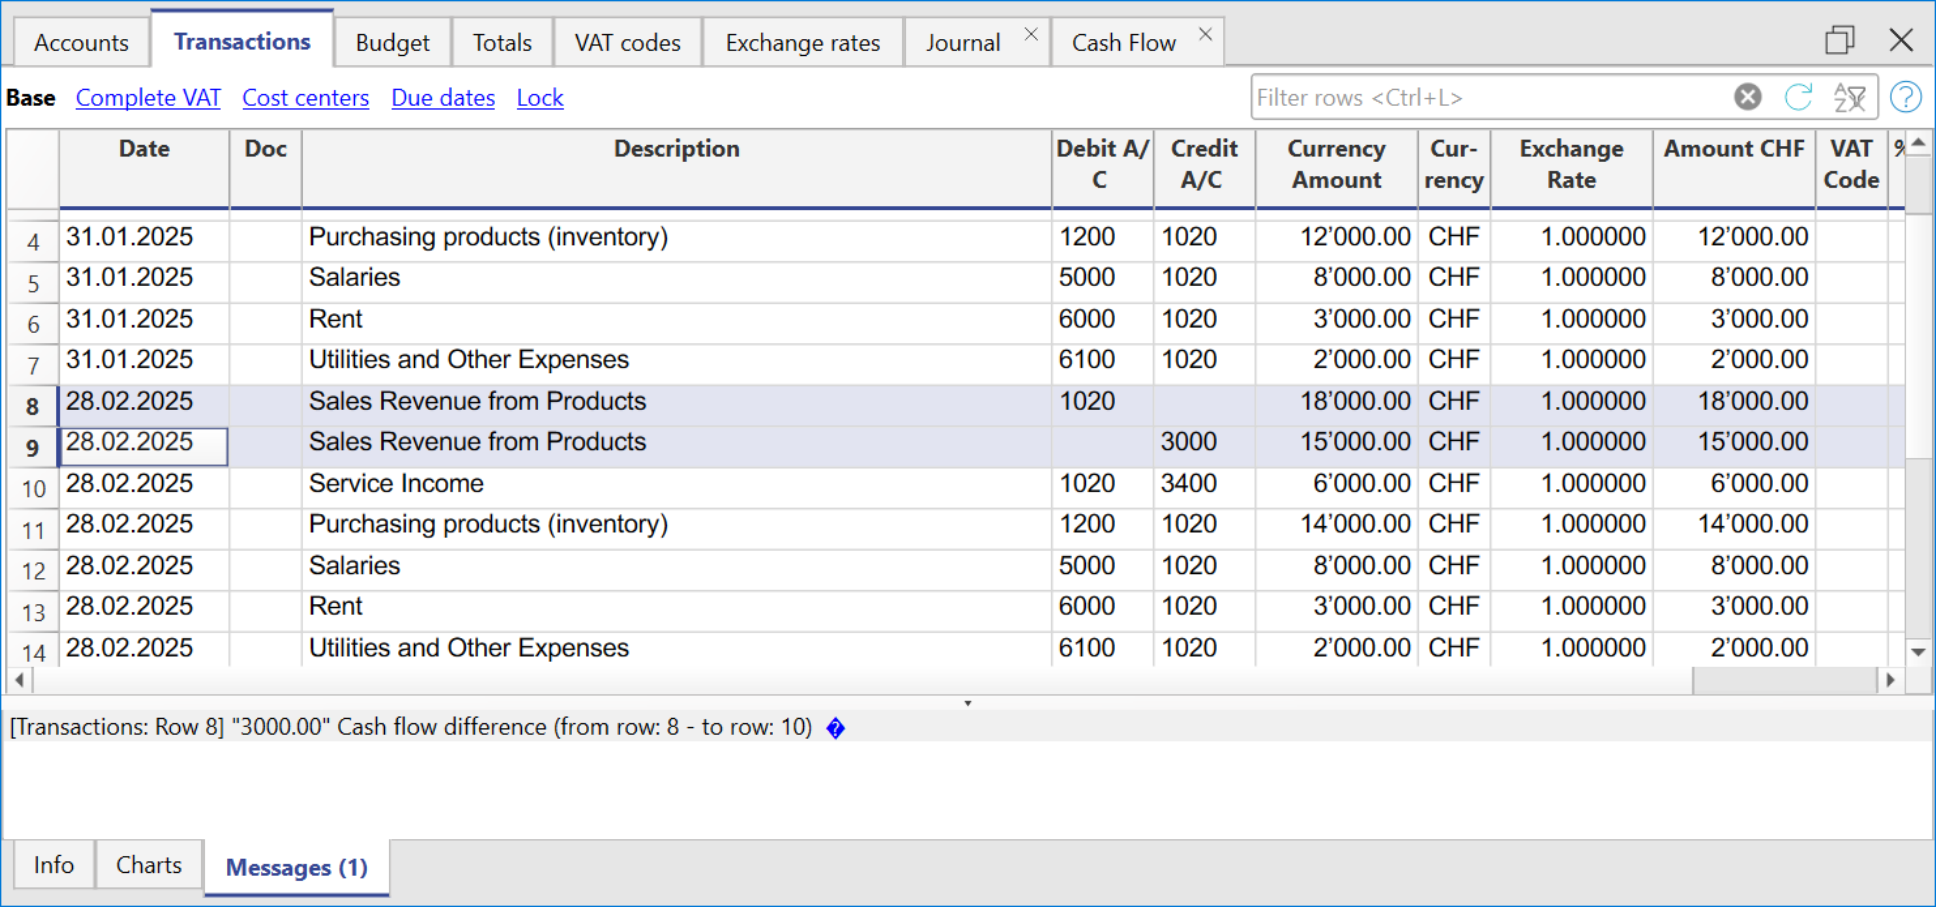 Accounts Transactions Budget Totals VAT codes Exchange rates Journal Cash Flow
Base Complete VAT Cost centers Due dates Lock Filter rows <Ctrl+L>
Date Doc Description Debit A/C Credit A/C Currency Amount Cur-rency Exchange Rate Amount CHF VAT Code %
4 31.01.2025 Purchasing products (inventory) 1200 1020 12’000.00 CHF 1.000000 12’000.00
5 31.01.2025 Salaries 5000 1020 8’000.00 CHF 1.000000 8’000.00
6 31.01.2025 Rent 6000 1020 3’000.00 CHF 1.000000 3’000.00
7 31.01.2025 Utilities and Other Expenses 6100 1020 2’000.00 CHF 1.000000 2’000.00
8 28.02.2025 Sales Revenue from Products 1020 18’000.00 CHF 1.000000 18’000.00
9 28.02.2025 Sales Revenue from Products 3000 15’000.00 CHF 1.000000 15’000.00
10 28.02.2025 Service Income 1020 3400 6’000.00 CHF 1.000000 6’000.00
11 28.02.2025 Purchasing products (inventory) 1200 1020 14’000.00 CHF 1.000000 14’000.00
12 28.02.2025 Salaries 5000 1020 8’000.00 CHF 1.000000 8’000.00
13 28.02.2025 Rent 6000 1020 3’000.00 CHF 1.000000 3’000.00
14 28.02.2025 Utilities and Other Expenses 6100 1020 2’000.00 CHF 1.000000 2’000.00
[Transactions: Row 8] "3000.00" Cash flow difference (from row: 8 - to row: 10)
Info Charts Messages (1)